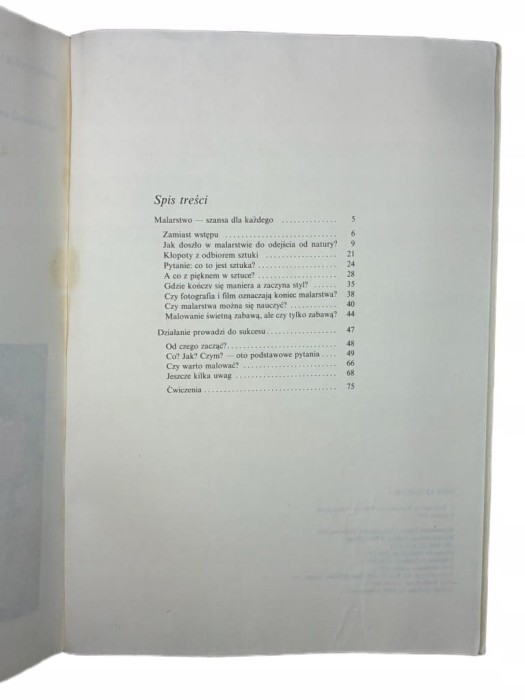 Spis treści
Malarstwo — szansa dla każdego .............. 5
Zamiast wstępu ............................ 6
Jak doszło w malarstwie do odejścia od natury? 9
Kłopoty z odbiorem sztuki .................... 21
Pytanie: co to jest sztuka? .................... 24
A co z pięknem w sztuce? .................... 28
Gdzie kończy się maniera a zaczyna styl? ....... 35
Czy fotografia i film oznaczają koniec malarstwa? 38
Czy malarstwa można się nauczyć? ............ 40
Malowanie świetną zabawą, ale czy tylko zabawą? 44
Działanie prowadzi do sukcesu ................. 47
Od czego zacząć? ............................ 48
Co? Jak? Czym? — oto podstawowe pytania .... 49
Czy warto malować? ........................ 66
Jeszcze kilka uwag .......................... 68
Ćwiczenia ................................. 75